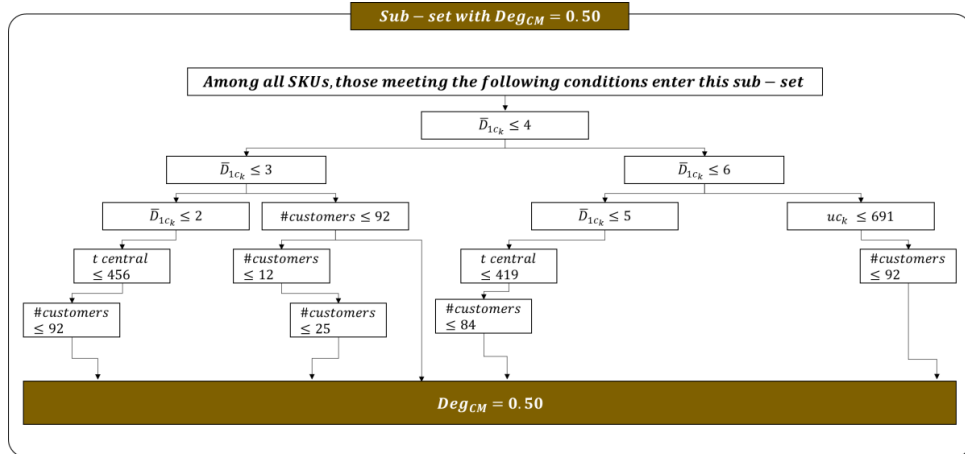 Sub − set with Deg_CM = 0.50
Among all SKUs, those meeting the following conditions enter this sub − set
D̅_1c_k ≤ 4
D̅_1c_k ≤ 3
D̅_1c_k ≤ 6
D̅_1c_k ≤ 2
#customers ≤ 92
D̅_1c_k ≤ 5
uc_k ≤ 691
t central
≤ 456
#customers
≤ 12
t central
≤ 419
#customers
≤ 92
#customers
≤ 92
#customers
≤ 25
#customers
≤ 84
Deg_CM = 0.50